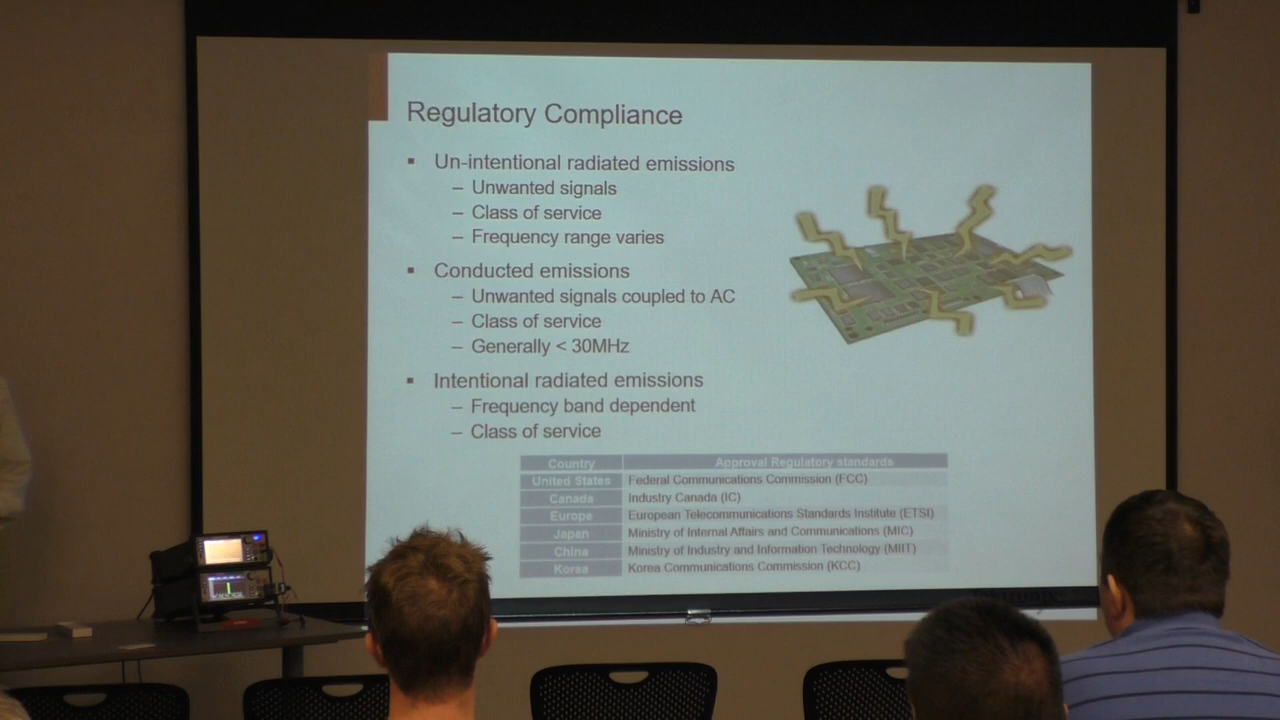 Regulatory Compliance
▪ Un-intentional radiated emissions
– Unwanted signals
– Class of service
– Frequency range varies
▪ Conducted emissions
– Unwanted signals coupled to AC
– Class of service
– Generally < 30MHz
▪ Intentional radiated emissions
– Frequency band dependent
– Class of service
Country Approval Regulatory standards
United States Federal Communications Commission (FCC)
Canada Industry Canada (IC)
Europe European Telecommunications Standards Institute (ETSI)
Japan Ministry of Internal Affairs and Communications (MIC)
China Ministry of Industry and Information Technology (MIIT)
Korea Korea Communications Commission (KCC)